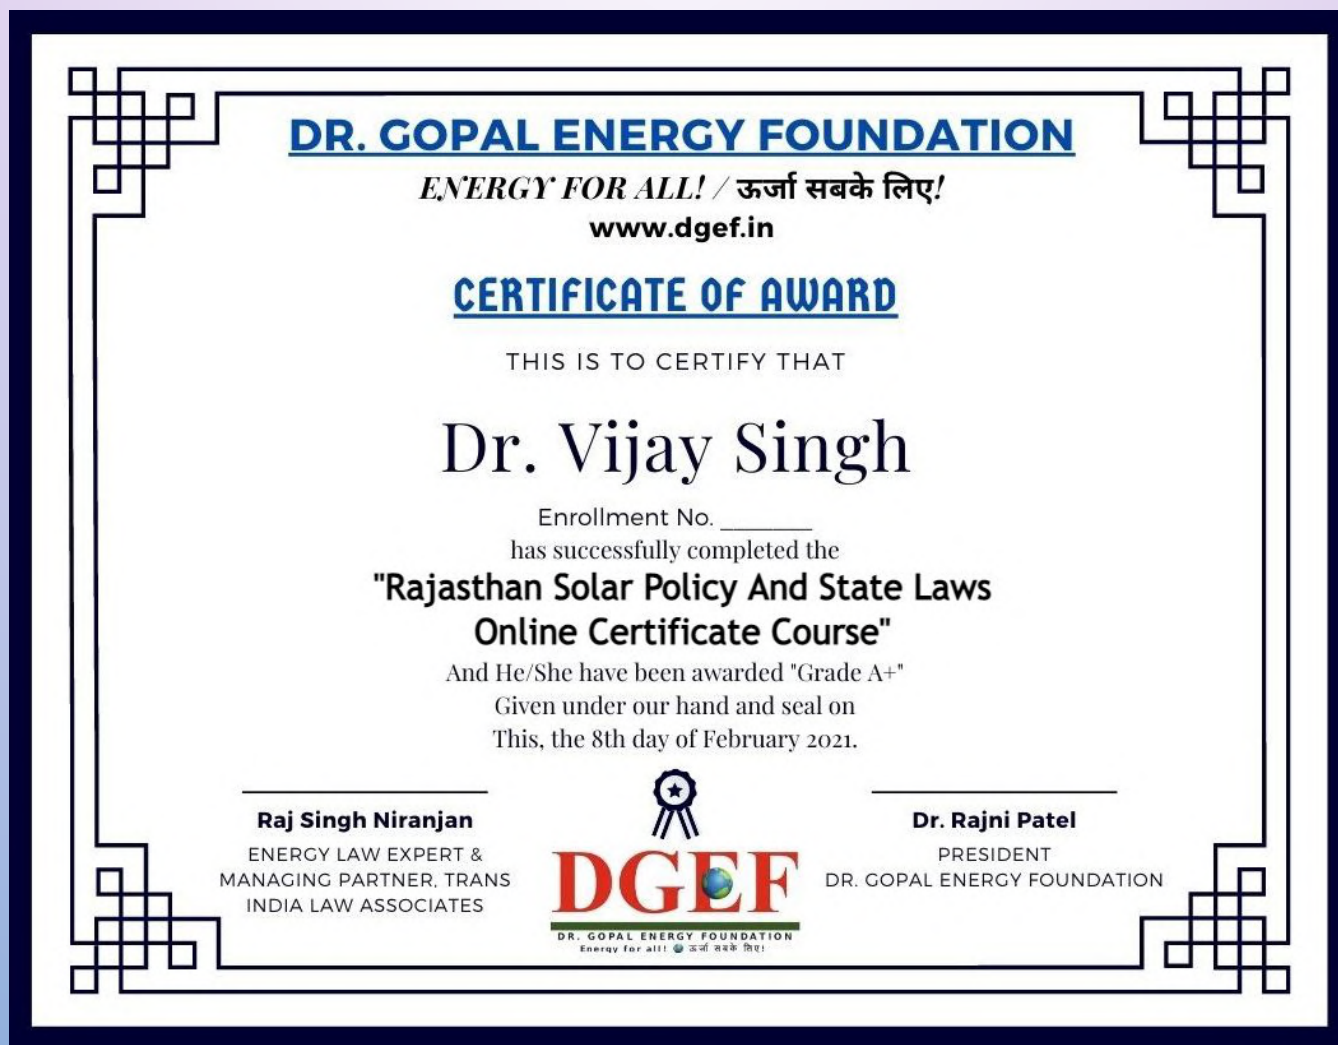 DR. GOPAL ENERGY FOUNDATION
ENERGY FOR ALL! / ऊर्जा सबके लिए!
www.dgef.in
CERTIFICATE OF AWARD
THIS IS TO CERTIFY THAT
Dr. Vijay Singh
Enrollment No. _______
has successfully completed the
"Rajasthan Solar Policy And State Laws
Online Certificate Course"
And He/She have been awarded "Grade A+"
Given under our hand and seal on
This, the 8th day of February 2021.
Raj Singh Niranjan
ENERGY LAW EXPERT &
MANAGING PARTNER, TRANS
INDIA LAW ASSOCIATES
DGEF
DR. GOPAL ENERGY FOUNDATION
Energy for all! ऊर्जा सबके लिए!
Dr. Rajni Patel
PRESIDENT
DR. GOPAL ENERGY FOUNDATION